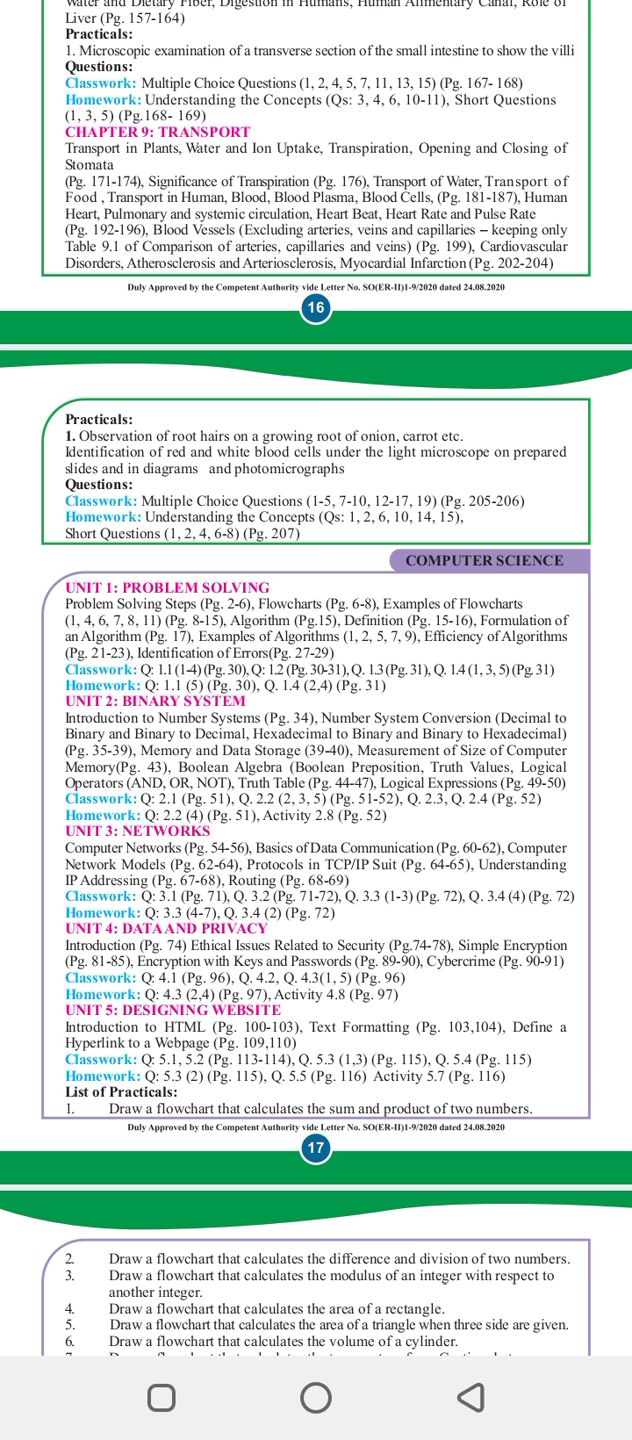 Water and Dietary Fiber, Digestion in Humans, Human Alimentary Canal, Role of
Liver (Pg. 157-164)
Practicals:
1. Microscopic examination of a transverse section of the small intestine to show the villi
Questions:
Classwork: Multiple Choice Questions (1, 2, 4, 5, 7, 11, 13, 15) (Pg. 167- 168)
Homework: Understanding the Concepts (Qs: 3, 4, 6, 10-11), Short Questions
(1, 3, 5) (Pg.168- 169)
CHAPTER 9: TRANSPORT
Transport in Plants, Water and Ion Uptake, Transpiration, Opening and Closing of
Stomata
(Pg. 171-174), Significance of Transpiration (Pg. 176), Transport of Water, Transport of
Food , Transport in Human, Blood, Blood Plasma, Blood Cells, (Pg. 181-187), Human
Heart, Pulmonary and systemic circulation, Heart Beat, Heart Rate and Pulse Rate
(Pg. 192-196), Blood Vessels (Excluding arteries, veins and capillaries – keeping only
Table 9.1 of Comparison of arteries, capillaries and veins) (Pg. 199), Cardiovascular
Disorders, Atherosclerosis and Arteriosclerosis, Myocardial Infarction (Pg. 202-204)
Duly Approved by the Competent Authority vide Letter No. SO(ER-II)1-9/2020 dated 24.08.2020
16
Practicals:
1. Observation of root hairs on a growing root of onion, carrot etc.
Identification of red and white blood cells under the light microscope on prepared
slides and in diagrams and photomicrographs
Questions:
Classwork: Multiple Choice Questions (1-5, 7-10, 12-17, 19) (Pg. 205-206)
Homework: Understanding the Concepts (Qs: 1, 2, 6, 10, 14, 15),
Short Questions (1, 2, 4, 6-8) (Pg. 207)
COMPUTER SCIENCE
UNIT 1: PROBLEM SOLVING
Problem Solving Steps (Pg. 2-6), Flowcharts (Pg. 6-8), Examples of Flowcharts
(1, 4, 6, 7, 8, 11) (Pg. 8-15), Algorithm (Pg.15), Definition (Pg. 15-16), Formulation of
an Algorithm (Pg. 17), Examples of Algorithms (1, 2, 5, 7, 9), Efficiency of Algorithms
(Pg. 21-23), Identification of Errors(Pg. 27-29)
Classwork: Q: 1.1 (1-4) (Pg. 30), Q: 1.2 (Pg. 30-31), Q. 1.3 (Pg. 31), Q. 1.4 (1, 3, 5) (Pg. 31)
Homework: Q: 1.1 (5) (Pg. 30), Q. 1.4 (2,4) (Pg. 31)
UNIT 2: BINARY SYSTEM
Introduction to Number Systems (Pg. 34), Number System Conversion (Decimal to
Binary and Binary to Decimal, Hexadecimal to Binary and Binary to Hexadecimal)
(Pg. 35-39), Memory and Data Storage (39-40), Measurement of Size of Computer
Memory(Pg. 43), Boolean Algebra (Boolean Preposition, Truth Values, Logical
Operators (AND, OR, NOT), Truth Table (Pg. 44-47), Logical Expressions (Pg. 49-50)
Classwork: Q: 2.1 (Pg. 51), Q. 2.2 (2, 3, 5) (Pg. 51-52), Q. 2.3, Q. 2.4 (Pg. 52)
Homework: Q: 2.2 (4) (Pg. 51), Activity 2.8 (Pg. 52)
UNIT 3: NETWORKS
Computer Networks (Pg. 54-56), Basics of Data Communication (Pg. 60-62), Computer
Network Models (Pg. 62-64), Protocols in TCP/IP Suit (Pg. 64-65), Understanding
IP Addressing (Pg. 67-68), Routing (Pg. 68-69)
Classwork: Q: 3.1 (Pg. 71), Q. 3.2 (Pg. 71-72), Q. 3.3 (1-3) (Pg. 72), Q. 3.4 (4) (Pg. 72)
Homework: Q: 3.3 (4-7), Q. 3.4 (2) (Pg. 72)
UNIT 4: DATA AND PRIVACY
Introduction (Pg. 74) Ethical Issues Related to Security (Pg.74-78), Simple Encryption
(Pg. 81-85), Encryption with Keys and Passwords (Pg. 89-90), Cybercrime (Pg. 90-91)
Classwork: Q: 4.1 (Pg. 96), Q. 4.2, Q. 4.3(1, 5) (Pg. 96)
Homework: Q: 4.3 (2,4) (Pg. 97), Activity 4.8 (Pg. 97)
UNIT 5: DESIGNING WEBSITE
Introduction to HTML (Pg. 100-103), Text Formatting (Pg. 103,104), Define a
Hyperlink to a Webpage (Pg. 109,110)
Classwork: Q: 5.1, 5.2 (Pg. 113-114), Q. 5.3 (1,3) (Pg. 115), Q. 5.4 (Pg. 115)
Homework: Q: 5.3 (2) (Pg. 115), Q. 5.5 (Pg. 116) Activity 5.7 (Pg. 116)
List of Practicals:
1. Draw a flowchart that calculates the sum and product of two numbers.
Duly Approved by the Competent Authority vide Letter No. SO(ER-II)1-9/2020 dated 24.08.2020
17
2. Draw a flowchart that calculates the difference and division of two numbers.
3. Draw a flowchart that calculates the modulus of an integer with respect to
another integer.
4. Draw a flowchart that calculates the area of a rectangle.
5. Draw a flowchart that calculates the area of a triangle when three side are given.
6. Draw a flowchart that calculates the volume of a cylinder.